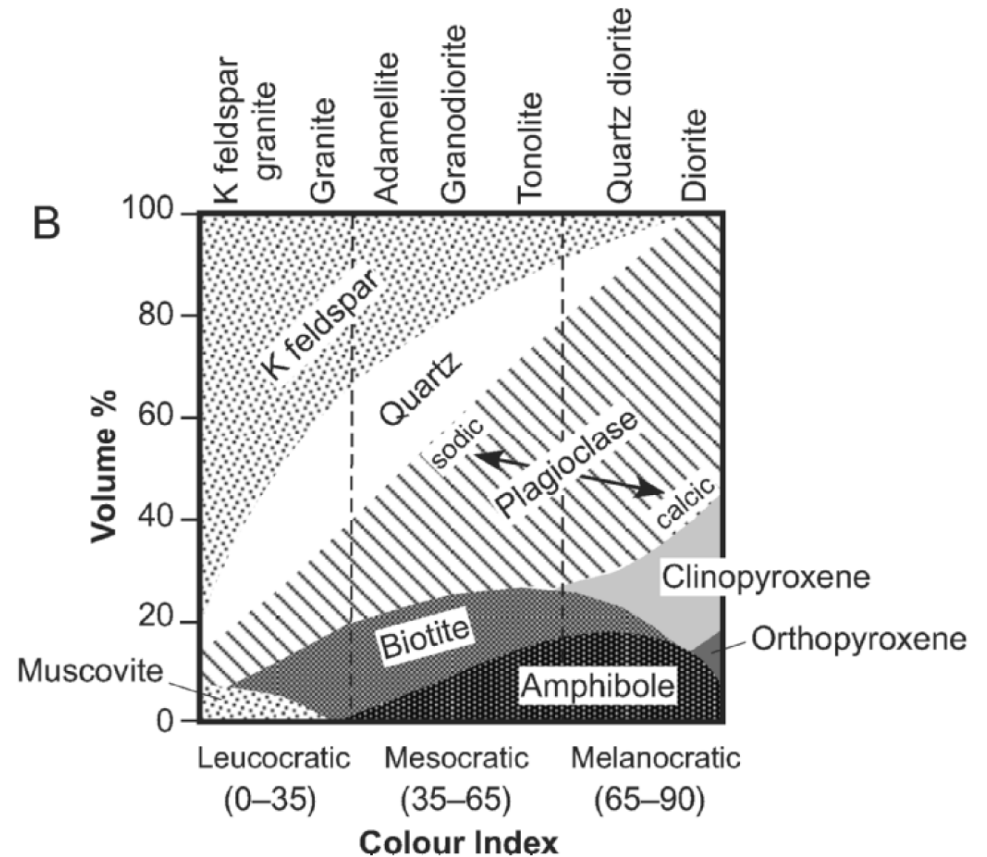 K feldspar
granite
Granite
Adamellite
Granodiorite
Tonolite
Quartz diorite
Diorite
B
100
80
60
40
20
0
Volume %
K feldspar
Quartz
sodic
Plagioclase
calcic
Clinopyroxene
Orthopyroxene
Biotite
Amphibole
Muscovite
Leucocratic
(0–35)
Mesocratic
(35–65)
Melanocratic
(65–90)
Colour Index